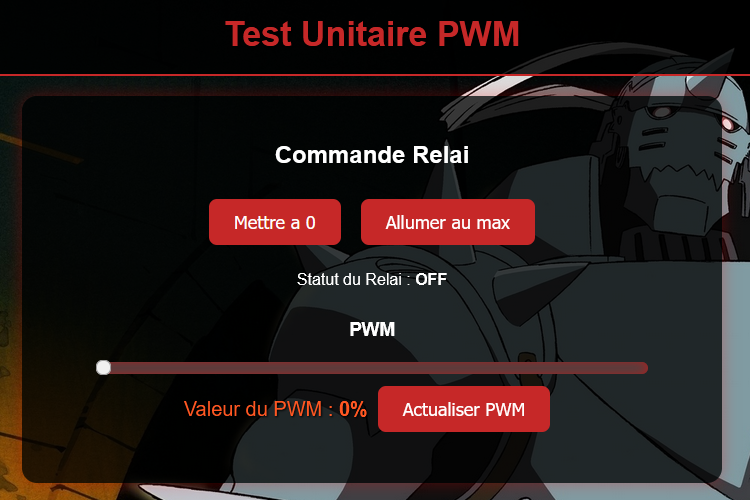 Test Unitaire PWM
Commande Relai
Mettre a 0 Allumer au max
Statut du Relai : OFF
PWM
Valeur du PWM : 0% Actualiser PWM